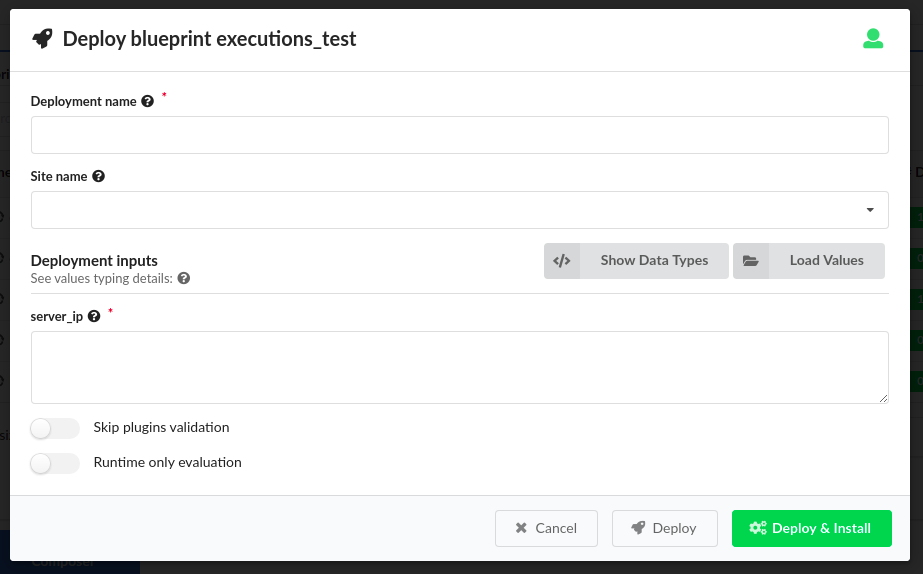 Deploy blueprint executions_test
Deployment name *
Site name
Deployment inputs
See values typing details:
Show Data Types
Load Values
server_ip *
Skip plugins validation
Runtime only evaluation
Cancel
Deploy
Deploy & Install
Composer